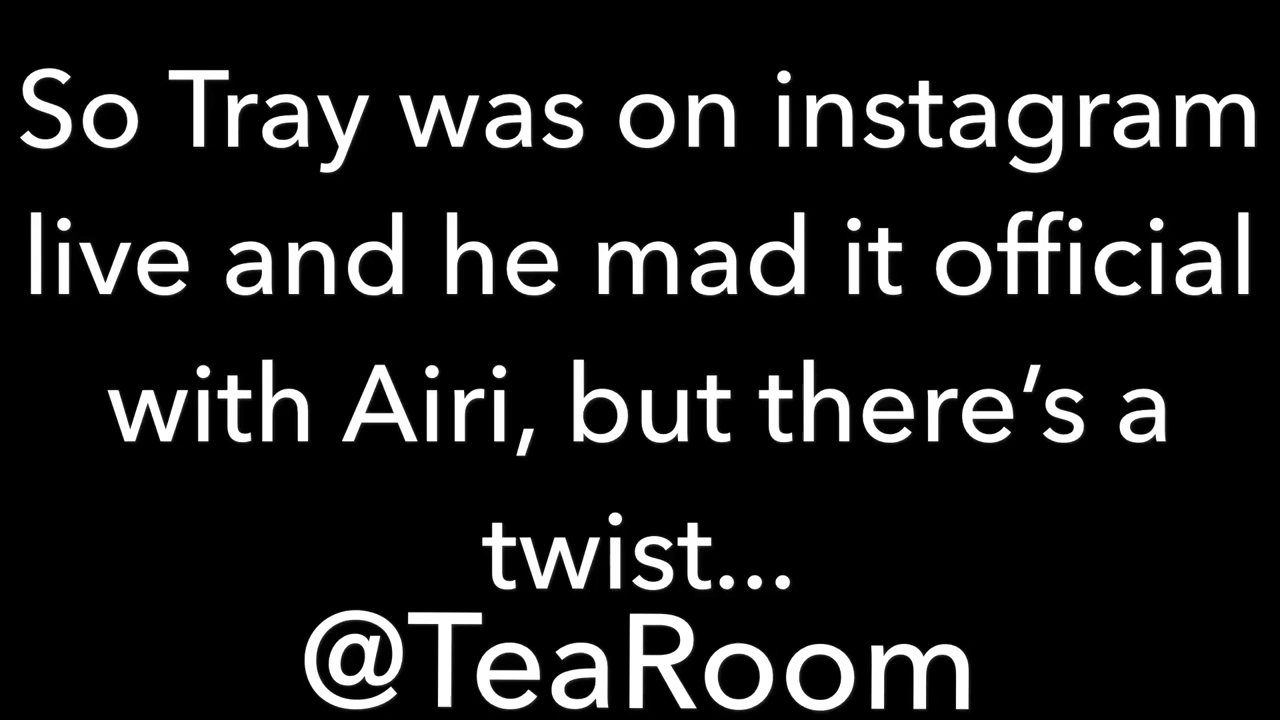 So Tray was on instagram
live and he mad it official
with Airi, but there’s a
twist...
@TeaRoom